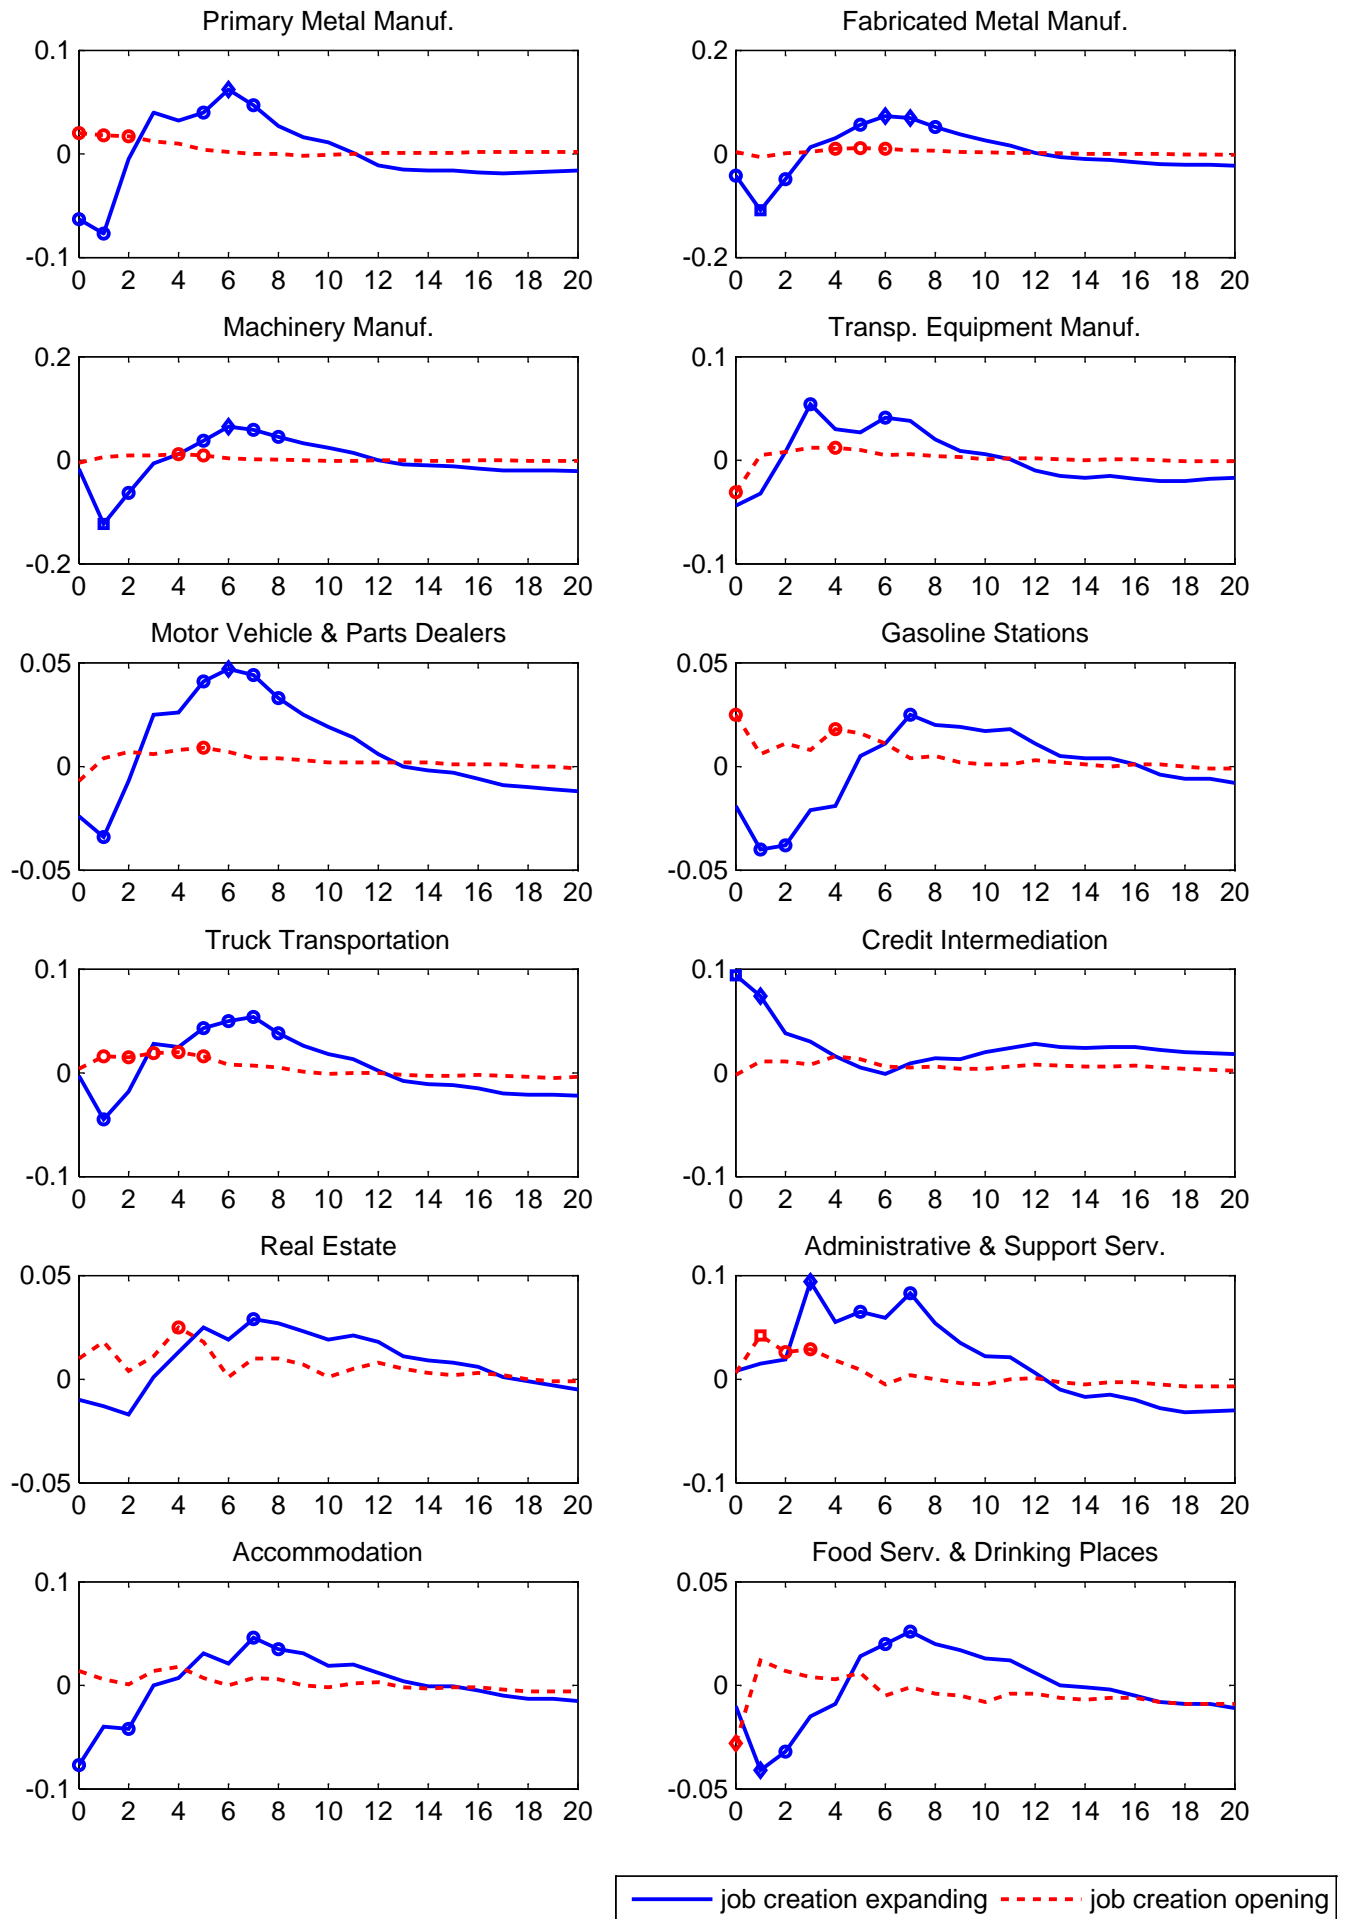 Primary Metal Manuf. Fabricated Metal Manuf.
0.1 0.2
0 0
-0.1 -0.2
0 2 4 6 8 10 12 14 16 18 20 0 2 4 6 8 10 12 14 16 18 20
Machinery Manuf. Transp. Equipment Manuf.
0.2 0.1
0 0
-0.2 -0.1
0 2 4 6 8 10 12 14 16 18 20 0 2 4 6 8 10 12 14 16 18 20
Motor Vehicle & Parts Dealers Gasoline Stations
0.05 0.05
0 0
-0.05 -0.05
0 2 4 6 8 10 12 14 16 18 20 0 2 4 6 8 10 12 14 16 18 20
Truck Transportation Credit Intermediation
0.1 0.1
0 0
-0.1 -0.1
0 2 4 6 8 10 12 14 16 18 20 0 2 4 6 8 10 12 14 16 18 20
Real Estate Administrative & Support Serv.
0.05 0.1
0 0
-0.05 -0.1
0 2 4 6 8 10 12 14 16 18 20 0 2 4 6 8 10 12 14 16 18 20
Accommodation Food Serv. & Drinking Places
0.1 0.05
0 0
-0.1 -0.05
0 2 4 6 8 10 12 14 16 18 20 0 2 4 6 8 10 12 14 16 18 20
job creation expanding job creation opening